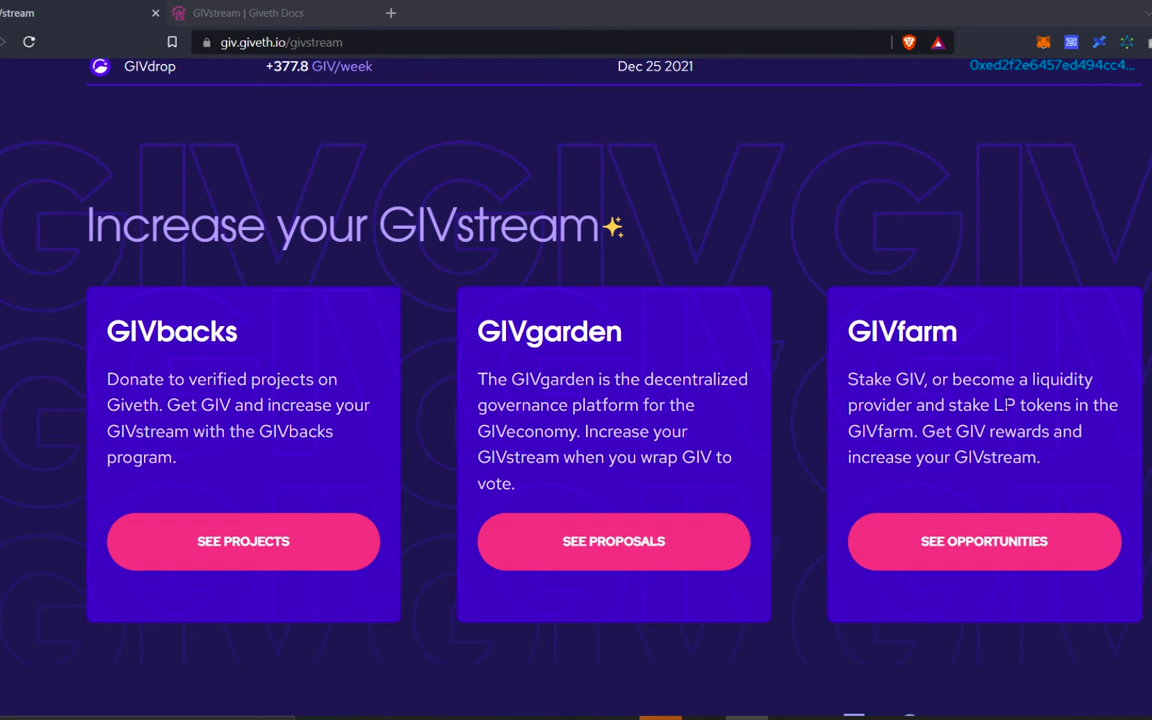 vstream
GIVstream | Giveth Docs
giv.giveth.io/givstream
GIVdrop +377.8 GIV/week Dec 25 2021 0xed2f2e6457ed494cc4...
Increase your GIVstream
GIVbacks
Donate to verified projects on
Giveth. Get GIV and increase your
GIVstream with the GIVbacks
program.
SEE PROJECTS
GIVgarden
The GIVgarden is the decentralized
governance platform for the
GIVeconomy. Increase your
GIVstream when you wrap GIV to
vote.
SEE PROPOSALS
GIVfarm
Stake GIV, or become a liquidity
provider and stake LP tokens in the
GIVfarm. Get GIV rewards and
increase your GIVstream.
SEE OPPORTUNITIES